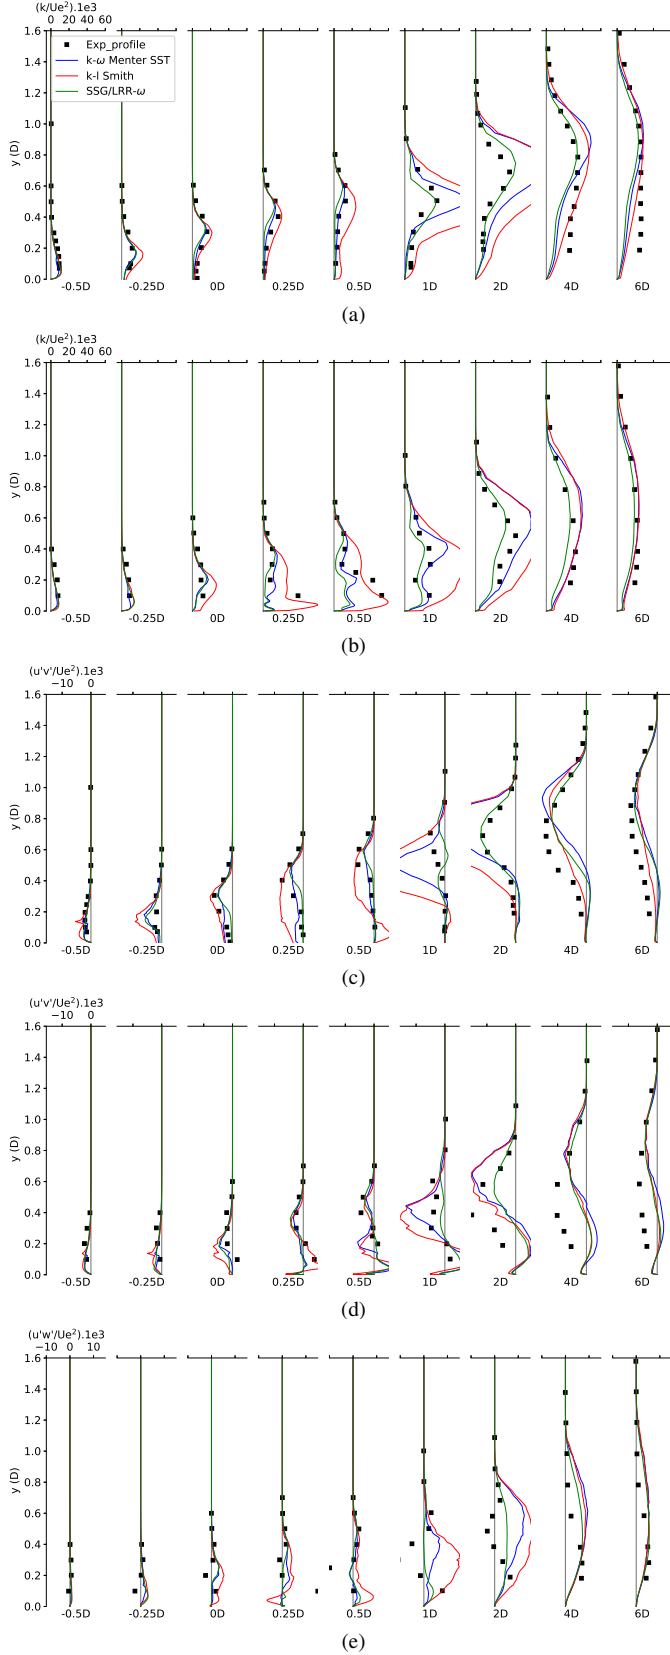 (k/Ue²).1e3
0 20 40 60
Exp_profile
k-ω Menter SST
k-l Smith
SSG/LRR-ω
y (D)
1.6
1.4
1.2
1.0
0.8
0.6
0.4
0.2
0.0
-0.5D -0.25D 0D 0.25D 0.5D 1D 2D 4D 6D
(a)
(k/Ue²).1e3
0 20 40 60
y (D)
1.6
1.4
1.2
1.0
0.8
0.6
0.4
0.2
0.0
-0.5D -0.25D 0D 0.25D 0.5D 1D 2D 4D 6D
(b)
(u'v'/Ue²).1e3
−10 0
y (D)
1.6
1.4
1.2
1.0
0.8
0.6
0.4
0.2
0.0
-0.5D -0.25D 0D 0.25D 0.5D 1D 2D 4D 6D
(c)
(u'v'/Ue²).1e3
−10 0
y (D)
1.6
1.4
1.2
1.0
0.8
0.6
0.4
0.2
0.0
-0.5D -0.25D 0D 0.25D 0.5D 1D 2D 4D 6D
(d)
(u'w'/Ue²).1e3
−10 0 10
y (D)
1.6
1.4
1.2
1.0
0.8
0.6
0.4
0.2
0.0
-0.5D -0.25D 0D 0.25D 0.5D 1D 2D 4D 6D
(e)